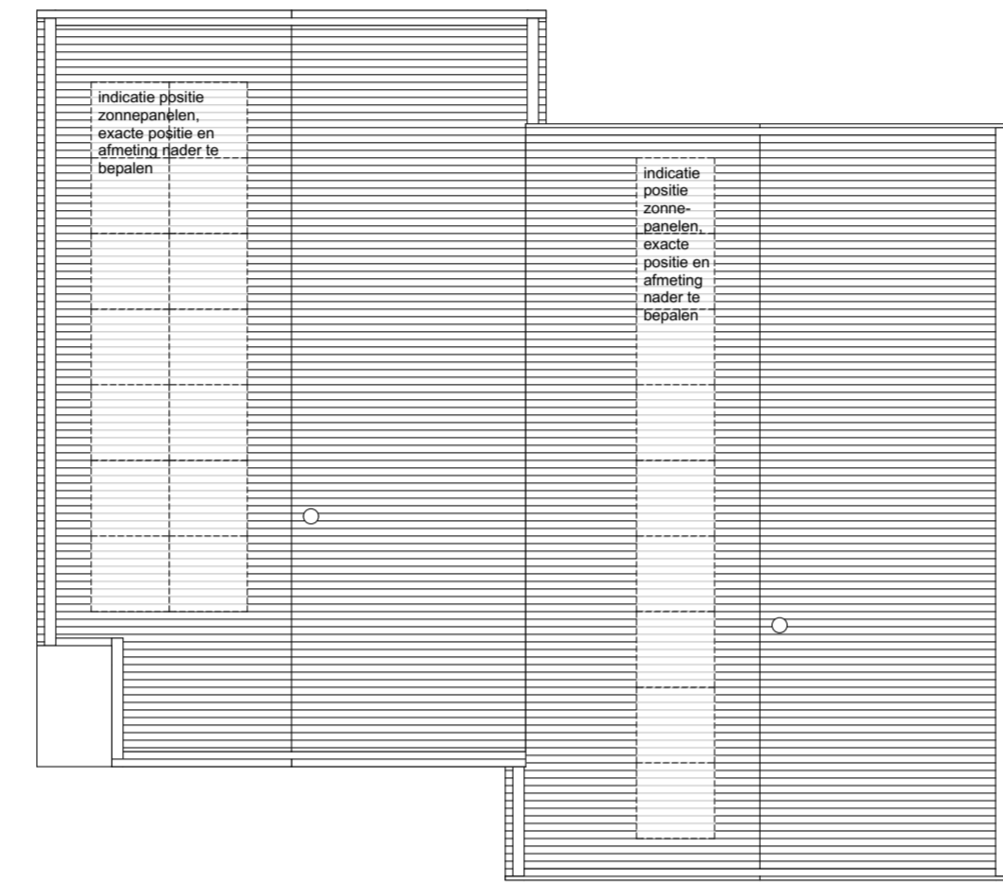 indicatie positie
zonnepanelen,
exacte positie en
afmeting nader te
bepalen
indicatie
positie
zonne-
panelen,
exacte
positie en
afmeting
nader te
bepalen